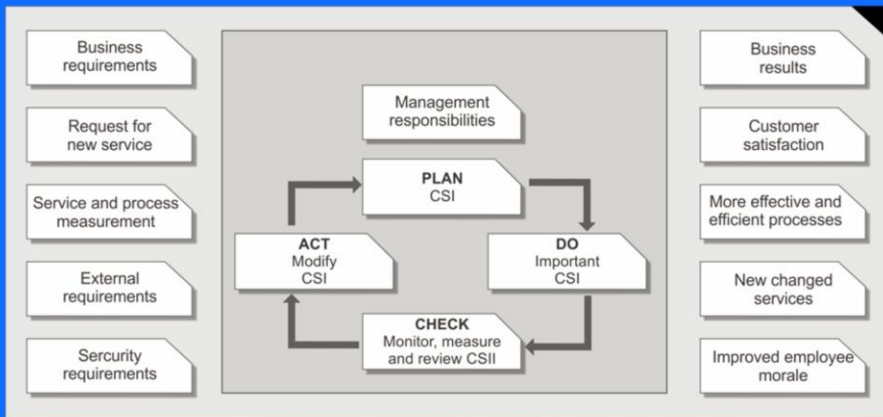 Business
requirements
Request for
new service
Service and process
measurement
External
requirements
Sercurity
requirements
Management
responsibilities
PLAN
CSI
DO
Important
CSI
CHECK
Monitor, measure
and review CSII
ACT
Modify
CSI
Business
results
Customer
satisfaction
More effective and
efficient processes
New changed
services
Improved employee
morale